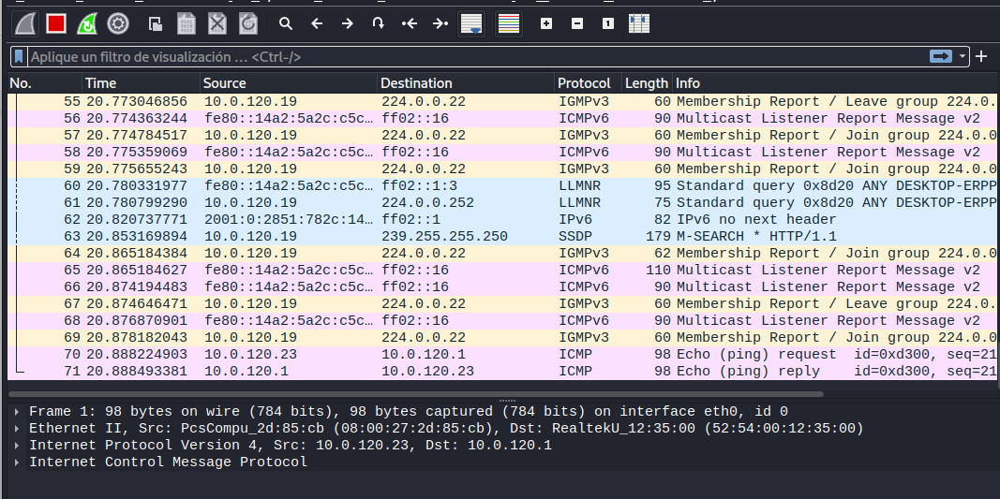 Aplique un filtro de visualización ... <Ctrl-/>
No. Time Source Destination Protocol Length Info
55 20.773046856 10.0.120.19 224.0.0.22 IGMPv3 60 Membership Report / Leave group 224.0.
56 20.774363244 fe80::14a2:5a2c:c5c… ff02::16 ICMPv6 90 Multicast Listener Report Message v2
57 20.774784517 10.0.120.19 224.0.0.22 IGMPv3 60 Membership Report / Join group 224.0.0
58 20.775359069 fe80::14a2:5a2c:c5c… ff02::16 ICMPv6 90 Multicast Listener Report Message v2
59 20.775655243 10.0.120.19 224.0.0.22 IGMPv3 60 Membership Report / Join group 224.0.0
60 20.780331977 fe80::14a2:5a2c:c5c… ff02::1:3 LLMNR 95 Standard query 0x8d20 ANY DESKTOP-ERPP
61 20.780799290 10.0.120.19 224.0.0.252 LLMNR 75 Standard query 0x8d20 ANY DESKTOP-ERPP
62 20.820737771 2001:0:2851:782c:14… ff02::1 IPv6 82 IPv6 no next header
63 20.853169894 10.0.120.19 239.255.255.250 SSDP 179 M-SEARCH * HTTP/1.1
64 20.865184384 10.0.120.19 224.0.0.22 IGMPv3 62 Membership Report / Join group 224.0.0
65 20.865184627 fe80::14a2:5a2c:c5c… ff02::16 ICMPv6 110 Multicast Listener Report Message v2
66 20.874194483 fe80::14a2:5a2c:c5c… ff02::16 ICMPv6 90 Multicast Listener Report Message v2
67 20.874646471 10.0.120.19 224.0.0.22 IGMPv3 60 Membership Report / Leave group 224.0.
68 20.876870901 fe80::14a2:5a2c:c5c… ff02::16 ICMPv6 90 Multicast Listener Report Message v2
69 20.878182043 10.0.120.19 224.0.0.22 IGMPv3 60 Membership Report / Join group 224.0.0
70 20.888224903 10.0.120.23 10.0.120.1 ICMP 98 Echo (ping) request id=0xd300, seq=21
71 20.888493381 10.0.120.1 10.0.120.23 ICMP 98 Echo (ping) reply id=0xd300, seq=21
Frame 1: 98 bytes on wire (784 bits), 98 bytes captured (784 bits) on interface eth0, id 0
Ethernet II, Src: PcsCompu_2d:85:cb (08:00:27:2d:85:cb), Dst: RealtekU_12:35:00 (52:54:00:12:35:00)
Internet Protocol Version 4, Src: 10.0.120.23, Dst: 10.0.120.1
Internet Control Message Protocol